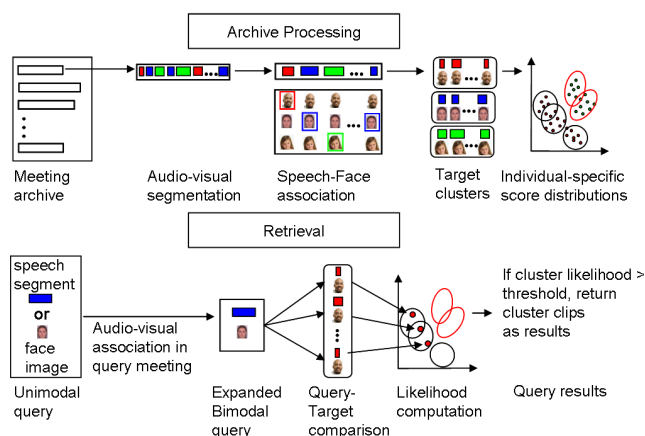 Archive Processing
Meeting
archive
Audio-visual
segmentation
Speech-Face
association
Target
clusters
Individual-specific
score distributions
Retrieval
speech
segment
or
face
image
Unimodal
query
Audio-visual
association in
query meeting
Expanded
Bimodal
query
Query-
Target
comparison
Likelihood
computation
If cluster likelihood >
threshold, return
cluster clips
as results
Query results